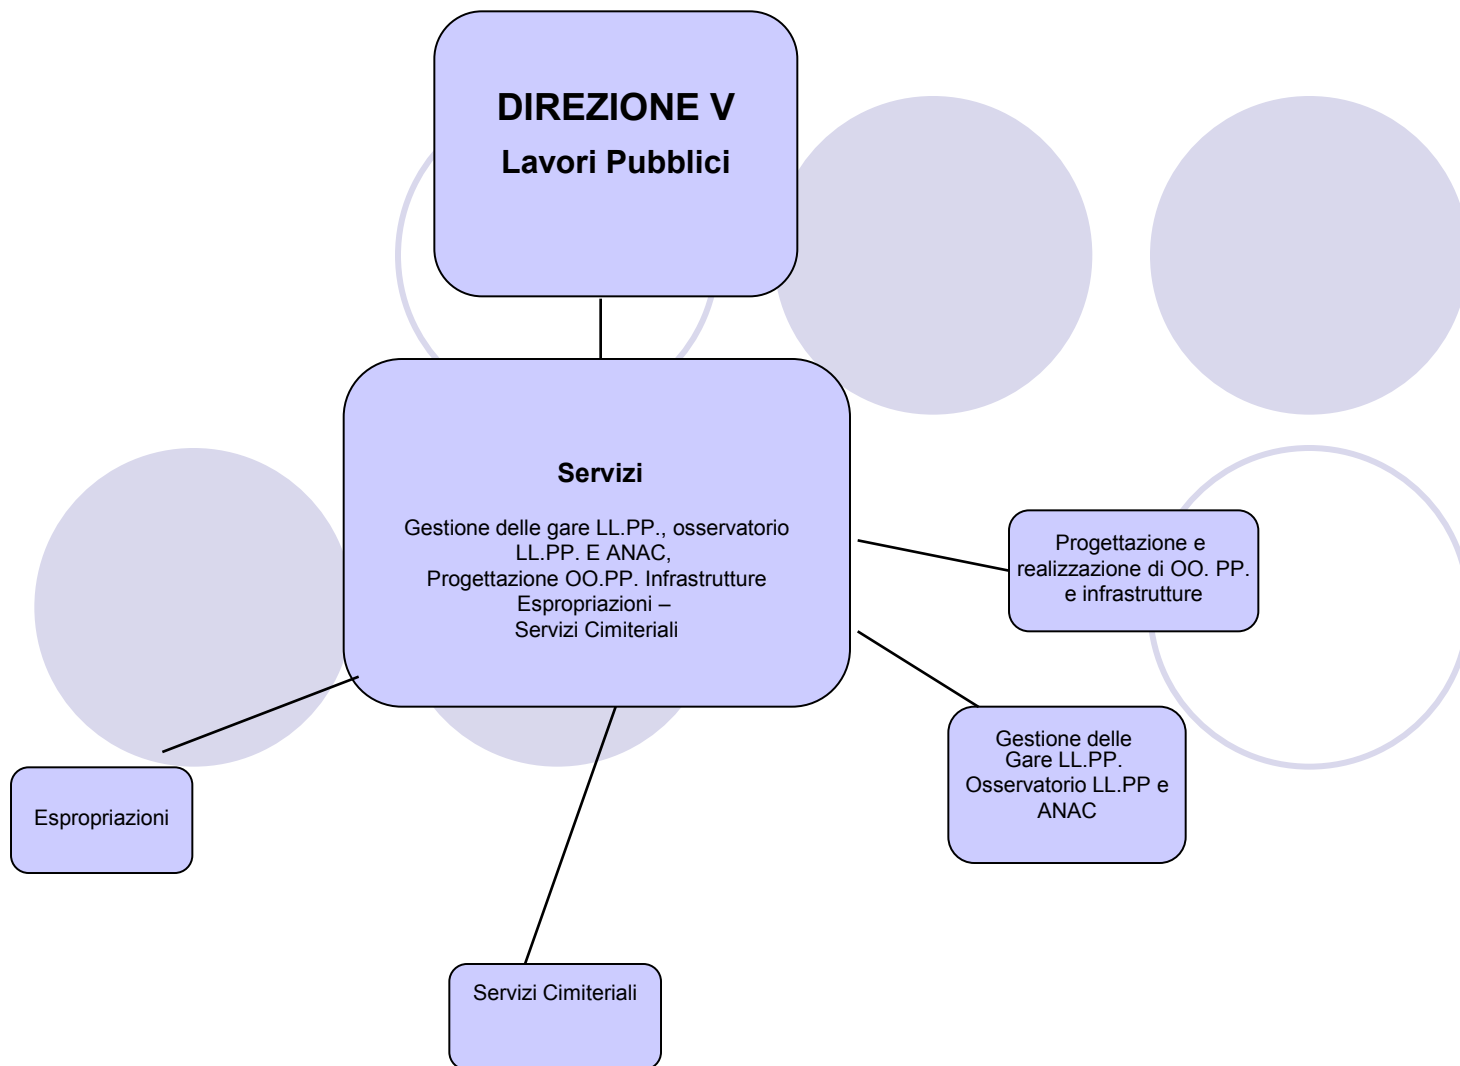 DIREZIONE V
Lavori Pubblici
Servizi
Gestione delle gare LL.PP., osservatorio
LL.PP. E ANAC,
Progettazione OO.PP. Infrastrutture
Espropriazioni –
Servizi Cimiteriali
Progettazione e
realizzazione di OO. PP.
e infrastrutture
Gestione delle
Gare LL.PP.
Osservatorio LL.PP e
ANAC
Espropriazioni
Servizi Cimiteriali